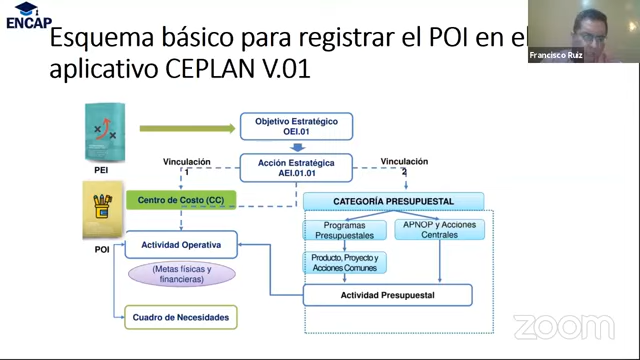 ENCAP
Esquema básico para registrar el POI en el
aplicativo CEPLAN V.01
Francisco Ruiz
Objetivo Estratégico
OEI.01
Vinculación
1
Acción Estratégica
AEI.01.01
Vinculación
2
PEI
Centro de Costo (CC)
CATEGORÍA PRESUPUESTAL
Programas
Presupuestales
APNOP y Acciones
Centrales
POI
Actividad Operativa
(Metas físicas y
financieras)
Producto, Proyecto y
Acciones Comunes
Actividad Presupuestal
Cuadro de Necesidades
zoom